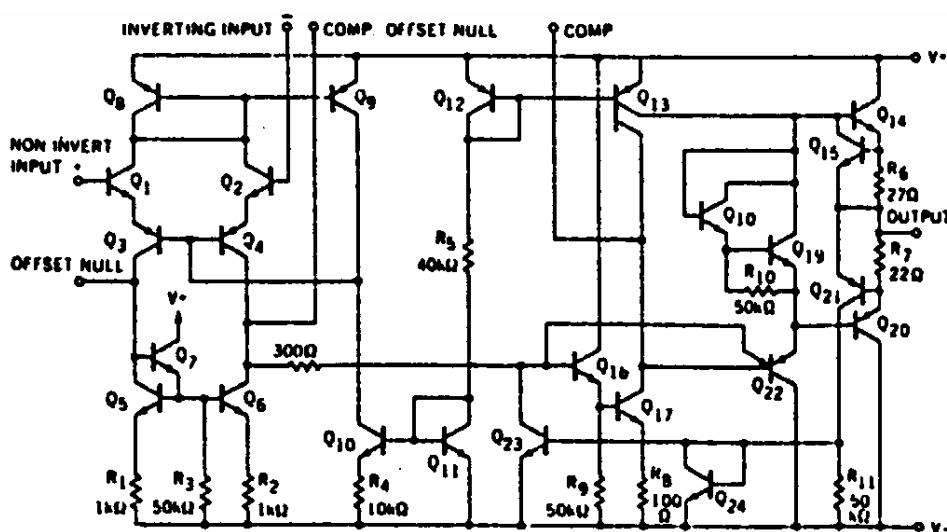 INVERTING INPUT −
COMP. OFFSET NULL
COMP
V+
Q8
Q9
Q12
Q13
Q14
Q15
NON INVERT
INPUT +
Q1
Q2
R6
27Ω
OUTPUT
Q10
Q3
Q4
R5
40kΩ
Q19
R7
22Ω
OFFSET NULL
R10
50kΩ
Q21
V+
Q7
300Ω
Q20
Q16
Q22
Q5
Q6
Q17
Q10
Q11
Q23
R1
1kΩ
R3
50kΩ
R2
1kΩ
R4
10kΩ
R9
50kΩ
R8
100
Ω
Q24
R11
50
kΩ
V-